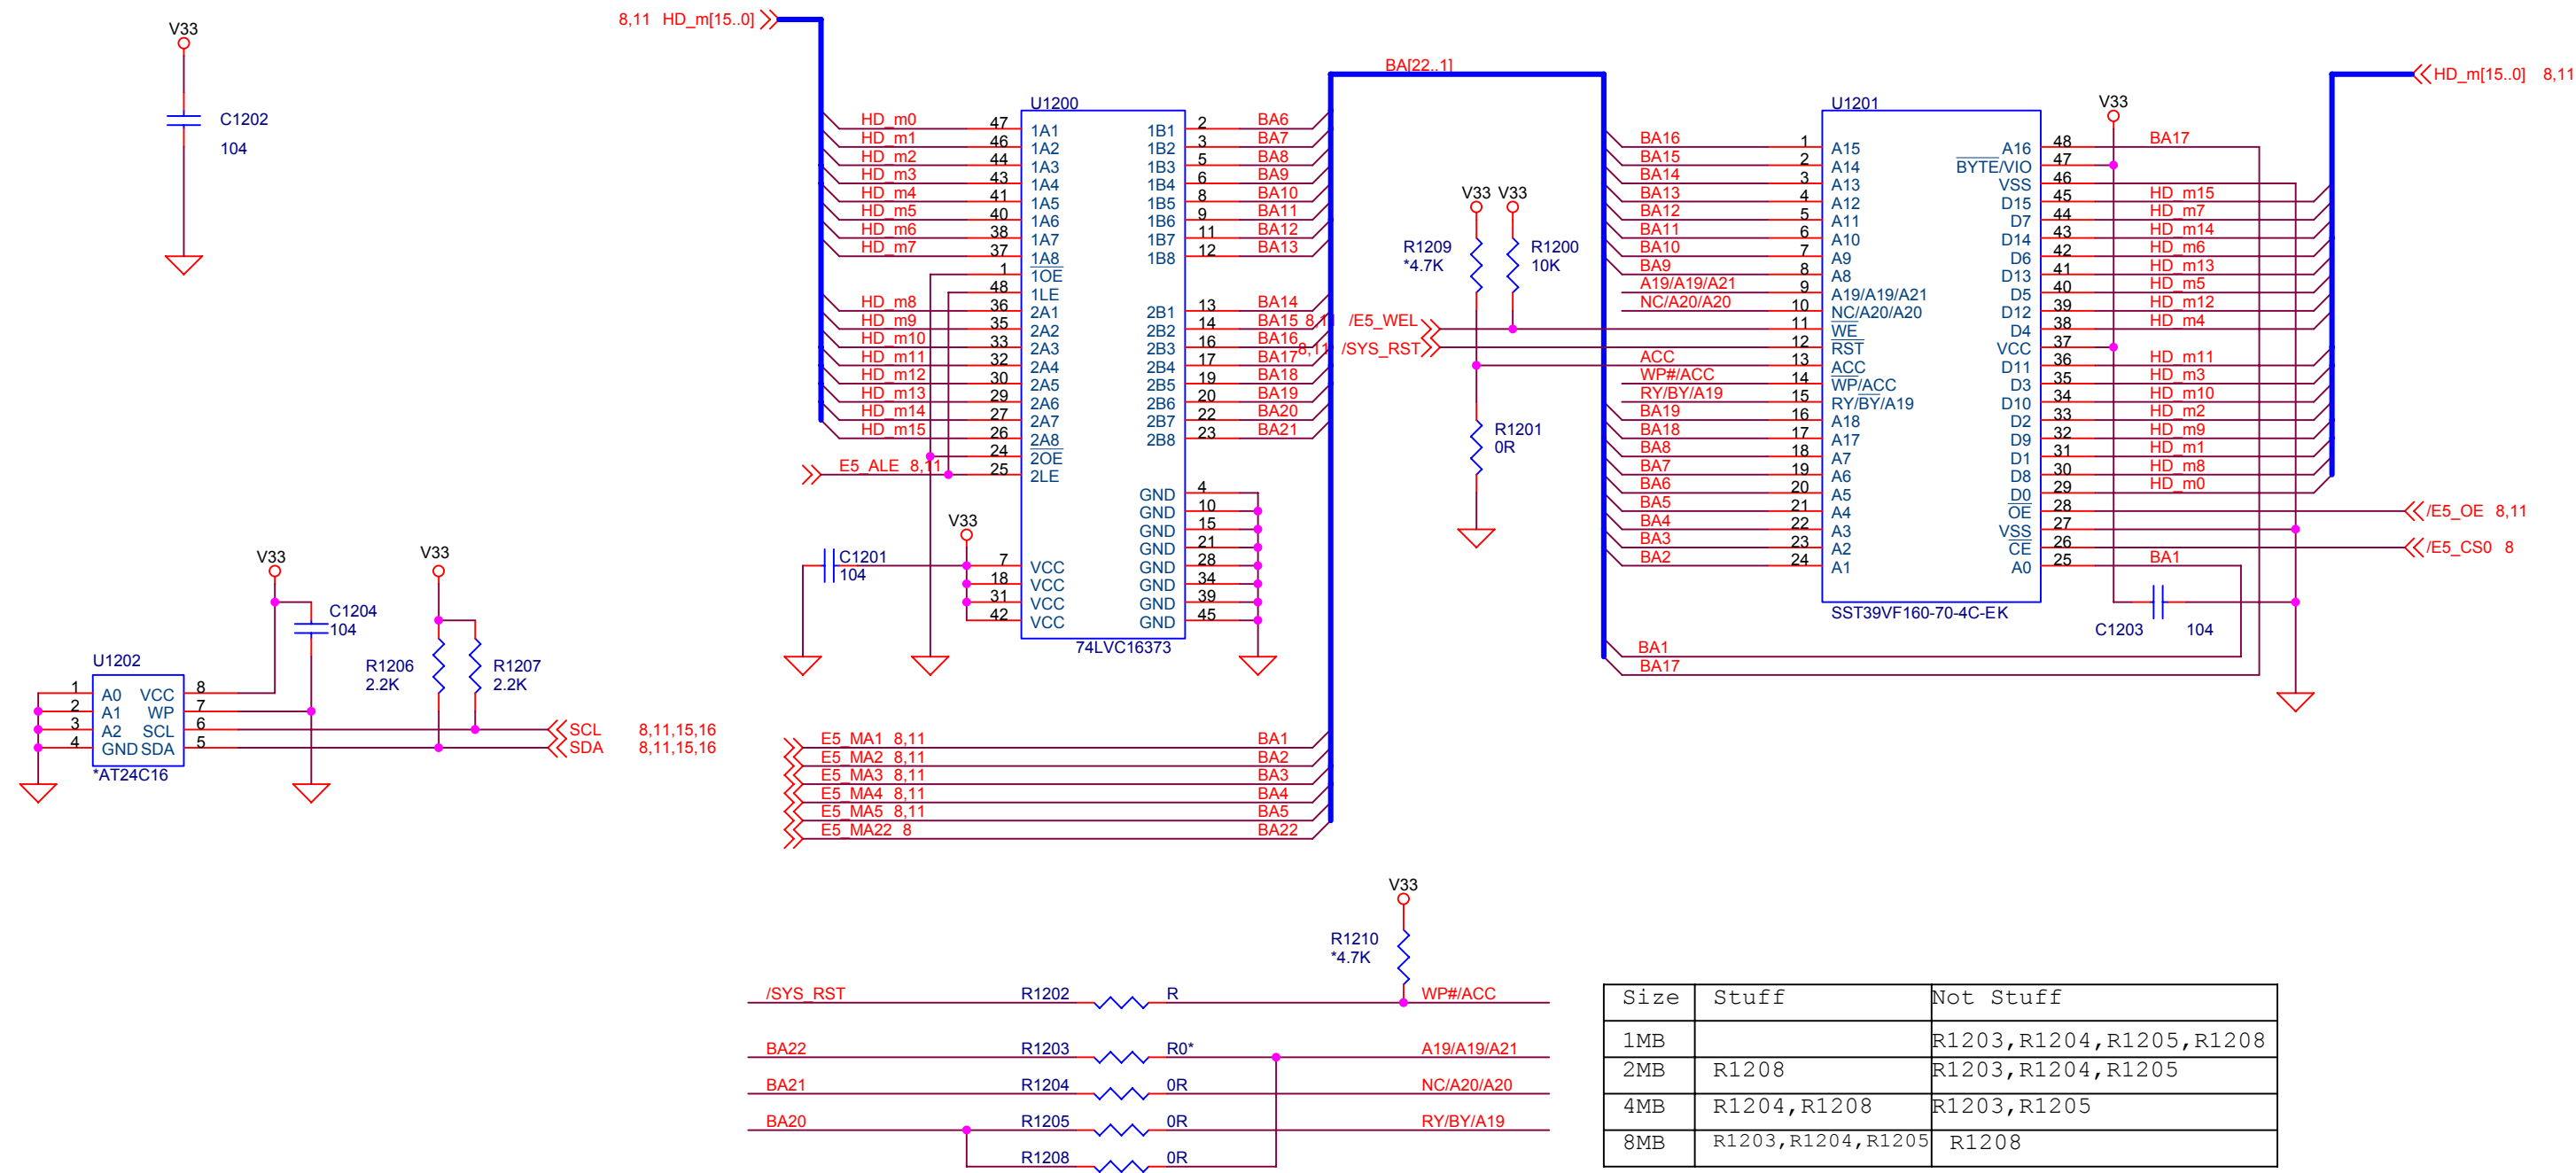 8,11 HD_m[15..0]
V33
C1202
104
BA[22..1]
HD_m[15..0] 8,11
U1200
HD_m0 47 1A1 1B1 2 BA6
HD_m1 46 1A2 1B2 3 BA7
HD_m2 44 1A3 1B3 5 BA8
HD_m3 43 1A4 1B4 6 BA9
HD_m4 41 1A5 1B5 8 BA10
HD_m5 40 1A6 1B6 9 BA11
HD_m6 38 1A7 1B7 11 BA12
HD_m7 37 1A8 1B8 12 BA13
1 1OE
48 1LE
HD_m8 36 2A1 2B1 13 BA14
HD_m9 35 2A2 2B2 14 BA15
HD_m10 33 2A3 2B3 16 BA16
HD_m11 32 2A4 2B4 17 BA17
HD_m12 30 2A5 2B5 19 BA18
HD_m13 29 2A6 2B6 20 BA19
HD_m14 27 2A7 2B7 22 BA20
HD_m15 26 2A8 2B8 23 BA21
24 2OE
E5_ALE 8,11 25 2LE
GND 4
GND 10
GND 15
GND 21
V33
C1201
104
7 VCC GND 28
18 VCC GND 34
31 VCC GND 39
42 VCC GND 45
74LVC16373
V33 V33
R1209
*4.7K
R1200
10K
8,11 /E5_WEL
8,11 /SYS_RST
R1201
0R
U1201
V33
BA16 1 A15 A16 48 BA17
BA15 2 A14 BYTE/VIO 47
BA14 3 A13 VSS 46
BA13 4 A12 D15 45 HD_m15
BA12 5 A11 D7 44 HD_m7
BA11 6 A10 D14 43 HD_m14
BA10 7 A9 D6 42 HD_m6
BA9 8 A8 D13 41 HD_m13
A19/A19/A21 9 A19/A19/A21 D5 40 HD_m5
NC/A20/A20 10 NC/A20/A20 D12 39 HD_m12
11 WE D4 38 HD_m4
12 RST VCC 37
ACC 13 ACC D11 36 HD_m11
WP#/ACC 14 WP/ACC D3 35 HD_m3
RY/BY/A19 15 RY/BY/A19 D10 34 HD_m10
BA19 16 A18 D2 33 HD_m2
BA18 17 A17 D9 32 HD_m9
BA8 18 A7 D1 31 HD_m1
BA7 19 A6 D8 30 HD_m8
BA6 20 A5 D0 29 HD_m0
BA5 21 A4 OE 28 /E5_OE 8,11
BA4 22 A3 VSS 27
BA3 23 A2 CE 26 /E5_CS0 8
BA2 24 A1 A0 25 BA1
SST39VF160-70-4C-EK
C1203 104
BA1
BA17
V33
C1204
104
V33
R1206
2.2K
R1207
2.2K
U1202
1 A0 VCC 8
2 A1 WP 7
3 A2 SCL 6 SCL 8,11,15,16
4 GND SDA 5 SDA 8,11,15,16
*AT24C16
E5_MA1 8,11 BA1
E5_MA2 8,11 BA2
E5_MA3 8,11 BA3
E5_MA4 8,11 BA4
E5_MA5 8,11 BA5
E5_MA22 8 BA22
V33
R1210
*4.7K
/SYS_RST R1202 R WP#/ACC
BA22 R1203 R0* A19/A19/A21
BA21 R1204 0R NC/A20/A20
BA20 R1205 0R RY/BY/A19
R1208 0R
Size Stuff Not Stuff
1MB R1203,R1204,R1205,R1208
2MB R1208 R1203,R1204,R1205
4MB R1204,R1208 R1203,R1205
8MB R1203,R1204,R1205 R1208